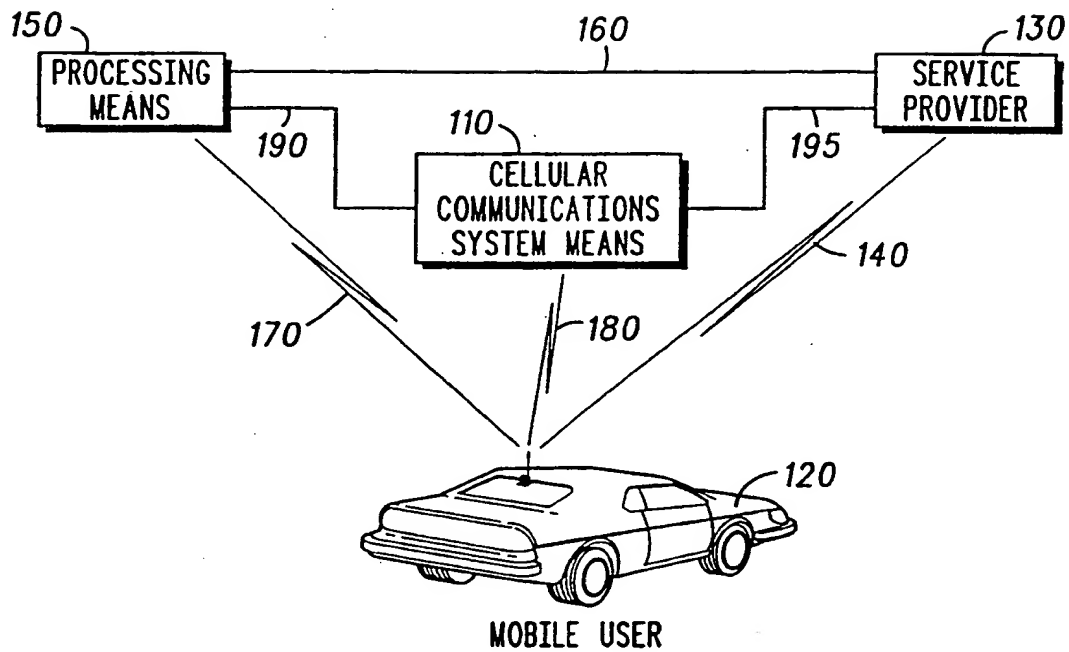 150
160
130
PROCESSING
MEANS
SERVICE
PROVIDER
190
110
195
CELLULAR
COMMUNICATIONS
SYSTEM MEANS
140
170
180
120
MOBILE USER